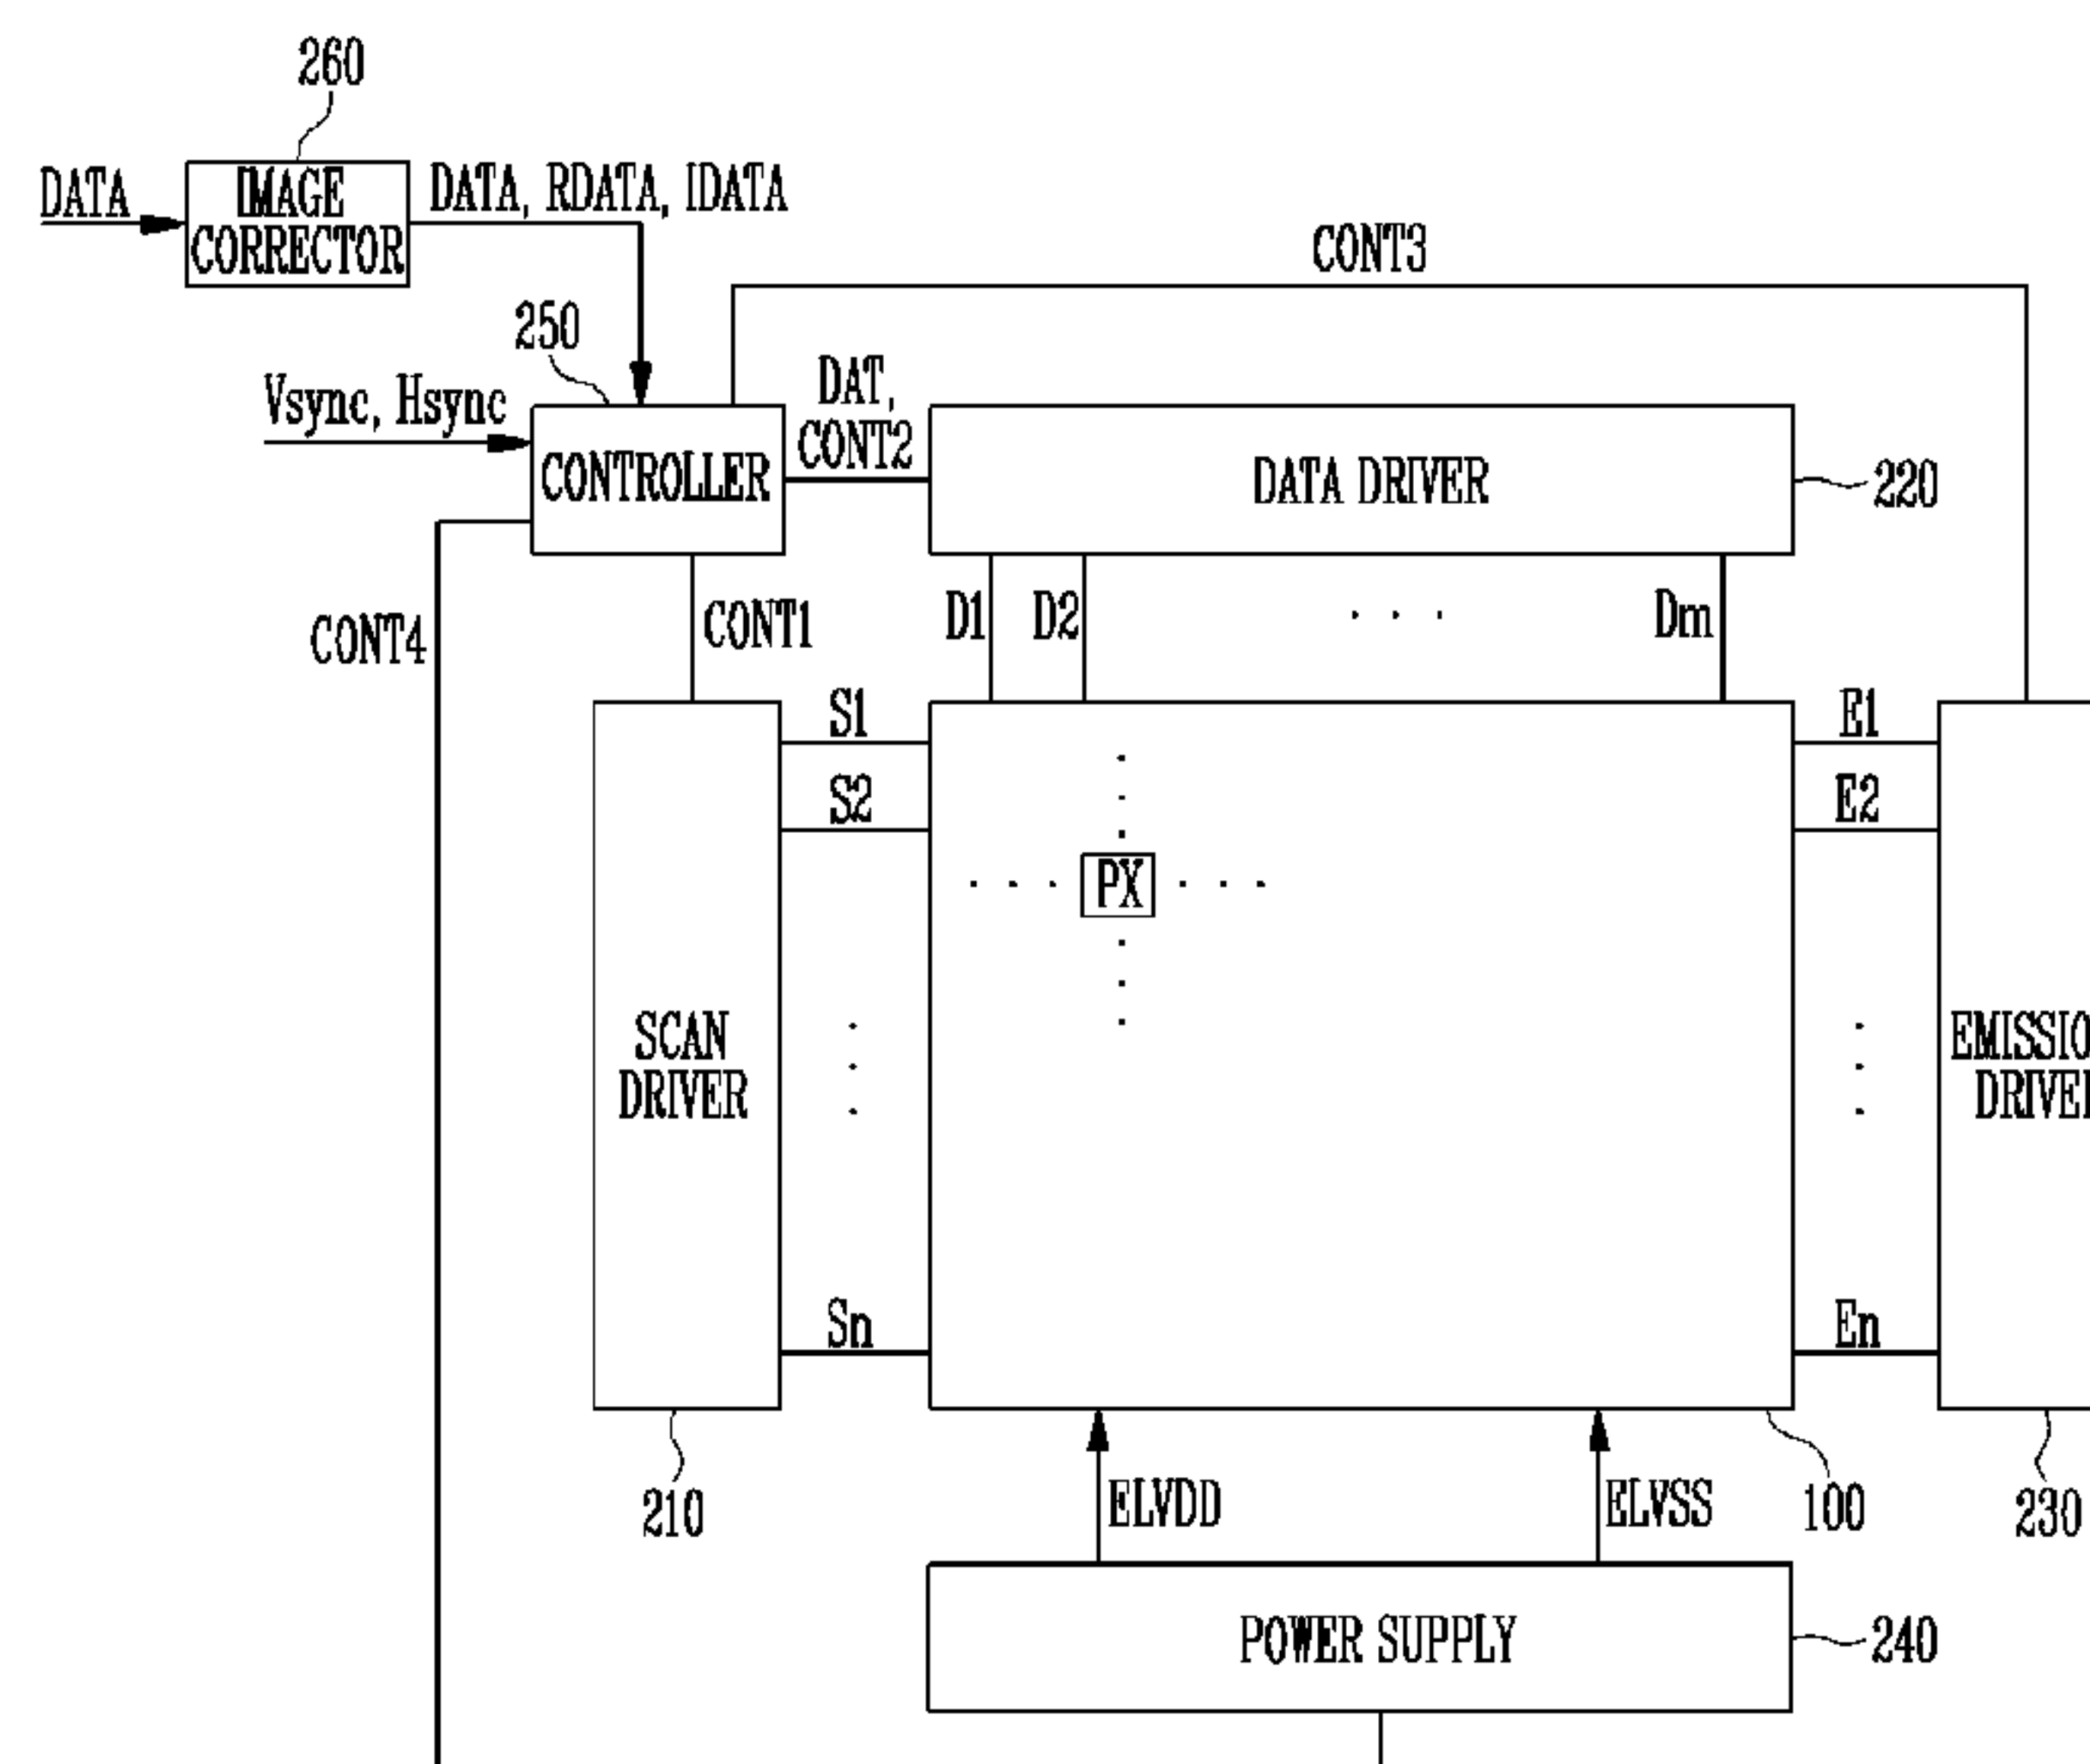 260
DATA
IMAGE
CORRECTOR
DATA, RDATA, IDATA
CONT3
250
Vsync, Hsync
DAT,
CONT2
CONTROLLER
DATA DRIVER
220
CONT4
CONT1
D1
D2
Dm
S1
E1
S2
E2
PX
SCAN
DRIVER
EMISSIO
DRIVE
Sn
En
210
ELVDD
ELVSS
100
230
POWER SUPPLY
240